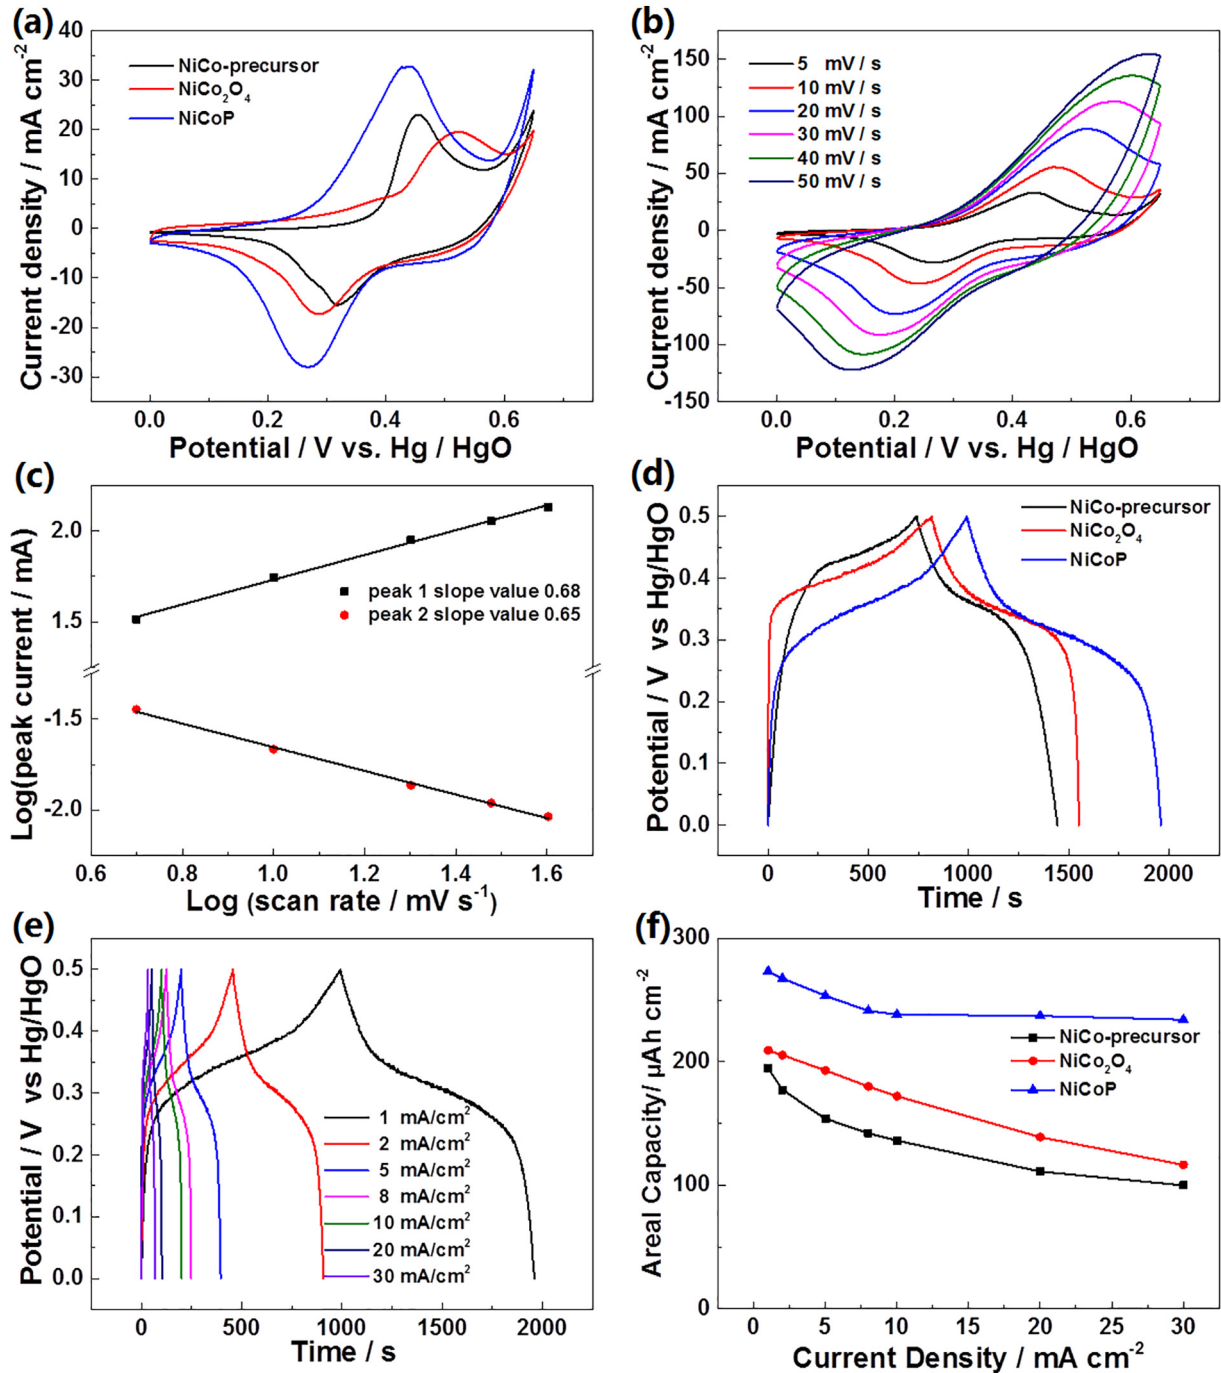 (a)
40
30
20
10
0
-10
-20
-30
Current density / mA cm-2
NiCo-precursor
NiCo2O4
NiCoP
0.0 0.2 0.4 0.6
Potential / V vs. Hg / HgO
(b)
150
100
50
0
-50
-100
-150
Current density / mA cm-2
5 mV / s
10 mV / s
20 mV / s
30 mV / s
40 mV / s
50 mV / s
0.0 0.2 0.4 0.6
Potential / V vs. Hg / HgO
(c)
2.0
1.5
-1.5
-2.0
Log(peak current / mA)
peak 1 slope value 0.68
peak 2 slope value 0.65
0.6 0.8 1.0 1.2 1.4 1.6
Log (scan rate / mV s-1)
(d)
0.5
0.4
0.3
0.2
0.1
0.0
Potential / V vs Hg/HgO
NiCo-precursor
NiCo2O4
NiCoP
0 500 1000 1500 2000
Time / s
(e)
0.5
0.4
0.3
0.2
0.1
0.0
Potential / V vs Hg/HgO
1 mA/cm2
2 mA/cm2
5 mA/cm2
8 mA/cm2
10 mA/cm2
20 mA/cm2
30 mA/cm2
0 500 1000 1500 2000
Time / s
(f)
300
200
100
0
Areal Capacity/ µAh cm-2
NiCo-precursor
NiCo2O4
NiCoP
0 5 10 15 20 25 30
Current Density / mA cm-2